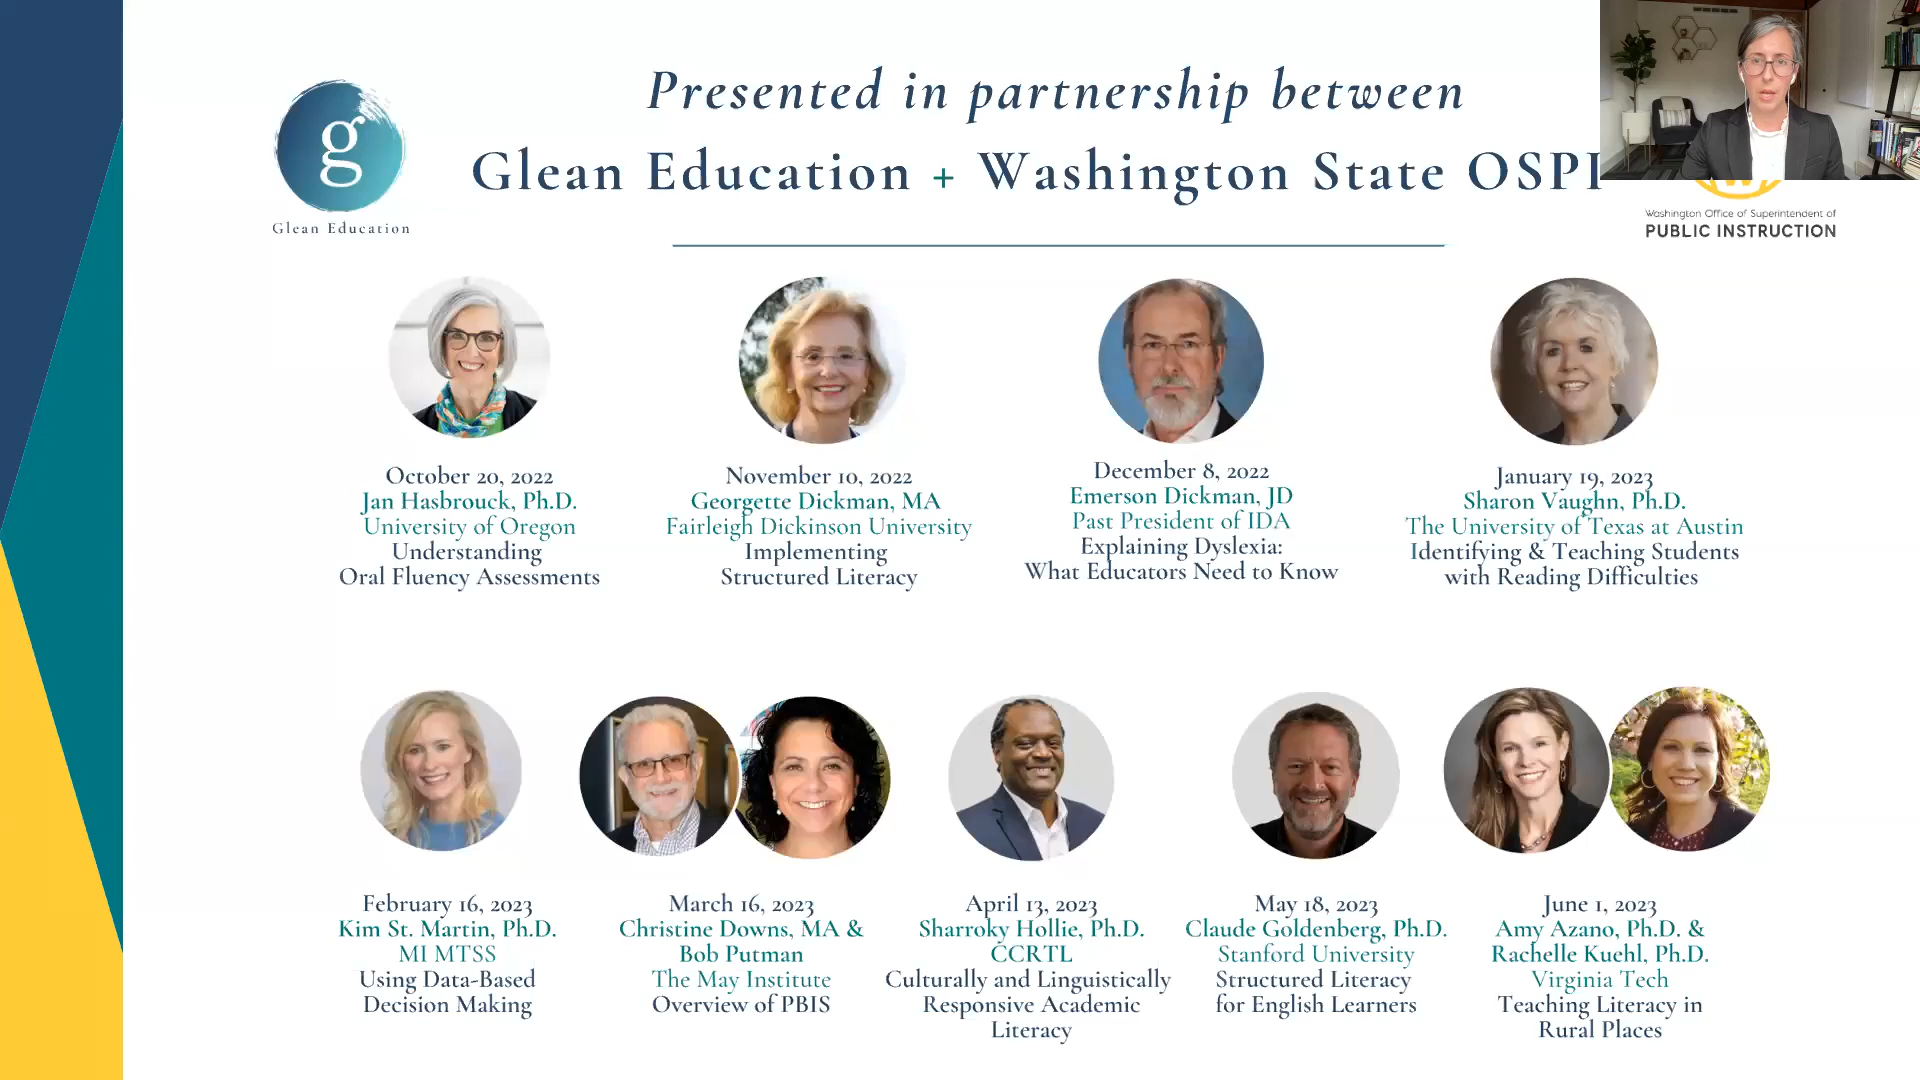 Presented in partnership between
Glean Education + Washington State OSPI
g
Glean Education
Washington Office of Superintendent of
PUBLIC INSTRUCTION
October 20, 2022
Jan Hasbrouck, Ph.D.
University of Oregon
Understanding
Oral Fluency Assessments
November 10, 2022
Georgette Dickman, MA
Fairleigh Dickinson University
Implementing
Structured Literacy
December 8, 2022
Emerson Dickman, JD
Past President of IDA
Explaining Dyslexia:
What Educators Need to Know
January 19, 2023
Sharon Vaughn, Ph.D.
The University of Texas at Austin
Identifying & Teaching Students
with Reading Difficulties
February 16, 2023
Kim St. Martin, Ph.D.
MI MTSS
Using Data-Based
Decision Making
March 16, 2023
Christine Downs, MA &
Bob Putman
The May Institute
Overview of PBIS
April 13, 2023
Sharroky Hollie, Ph.D.
CCRTL
Culturally and Linguistically
Responsive Academic
Literacy
May 18, 2023
Claude Goldenberg, Ph.D.
Stanford University
Structured Literacy
for English Learners
June 1, 2023
Amy Azano, Ph.D. &
Rachelle Kuehl, Ph.D.
Virginia Tech
Teaching Literacy in
Rural Places